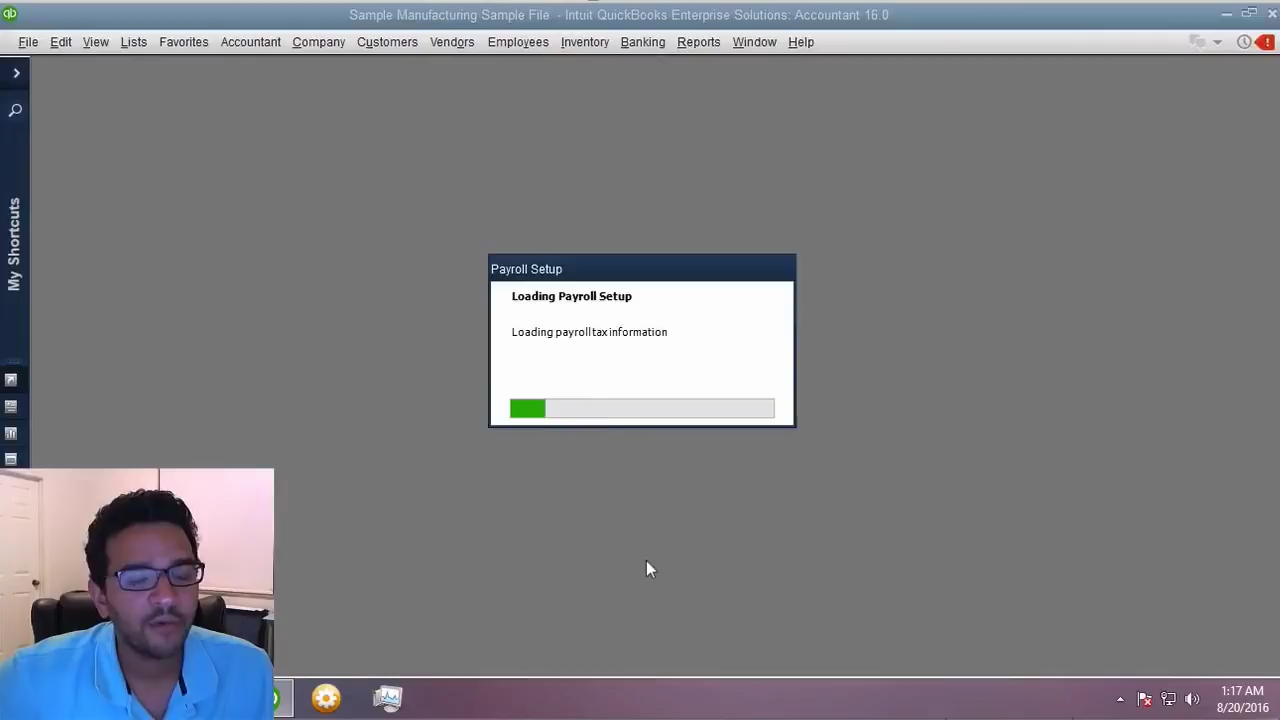 qb
Sample Manufacturing Sample File - Intuit QuickBooks Enterprise Solutions: Accountant 16.0
File Edit View Lists Favorites Accountant Company Customers Vendors Employees Inventory Banking Reports Window Help
My Shortcuts
Payroll Setup
Loading Payroll Setup
Loading payroll tax information
1:17 AM
8/20/2016